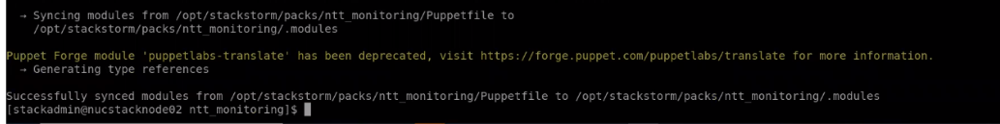 → Syncing modules from /opt/stackstorm/packs/ntt_monitoring/Puppetfile to
/opt/stackstorm/packs/ntt_monitoring/.modules
Puppet Forge module 'puppetlabs-translate' has been deprecated, visit https://forge.puppet.com/puppetlabs/translate for more information.
→ Generating type references
Successfully synced modules from /opt/stackstorm/packs/ntt_monitoring/Puppetfile to /opt/stackstorm/packs/ntt_monitoring/.modules
[stackadmin@nucstacknode02 ntt_monitoring]$